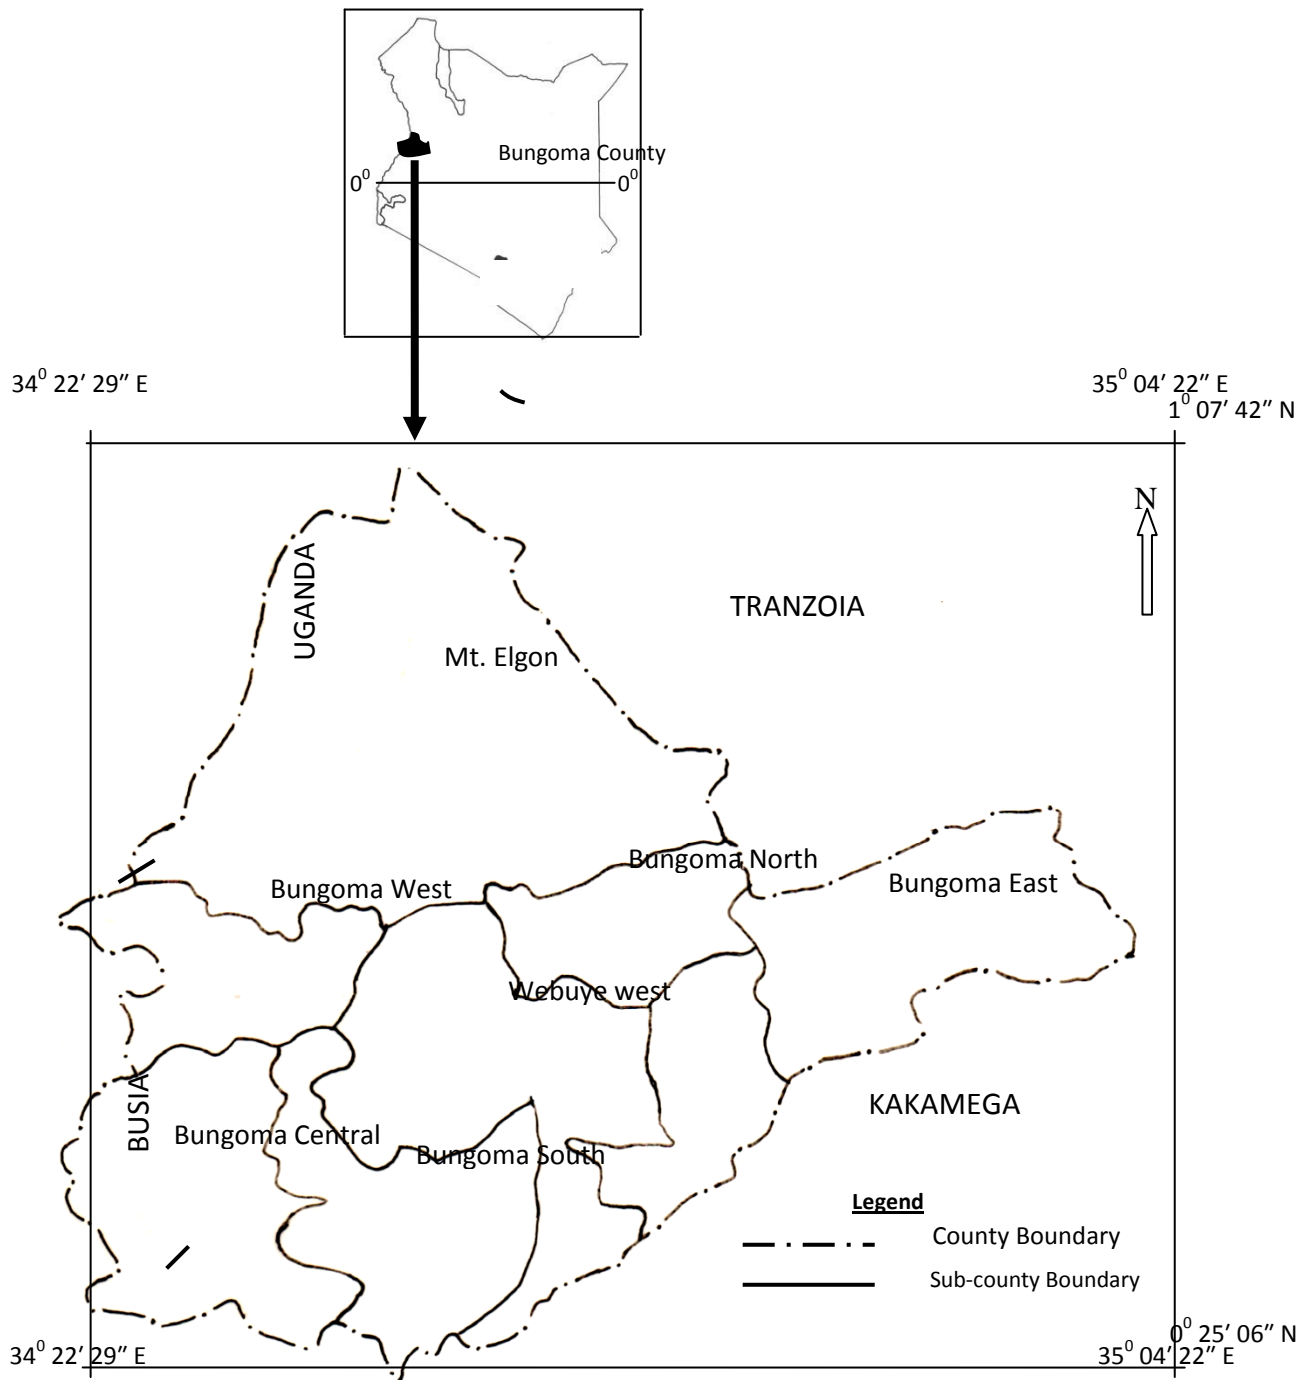 Bungoma County
0⁰ 0⁰
34⁰ 22′ 29″ E
35⁰ 04′ 22″ E
1⁰ 07′ 42″ N
N
UGANDA
TRANZOIA
Mt. Elgon
Bungoma North
Bungoma West
Bungoma East
Webuye west
BUSIA
KAKAMEGA
Bungoma Central
Bungoma South
Legend
County Boundary
Sub-county Boundary
0⁰ 25′ 06″ N
34⁰ 22′ 29″ E
35⁰ 04′ 22″ E